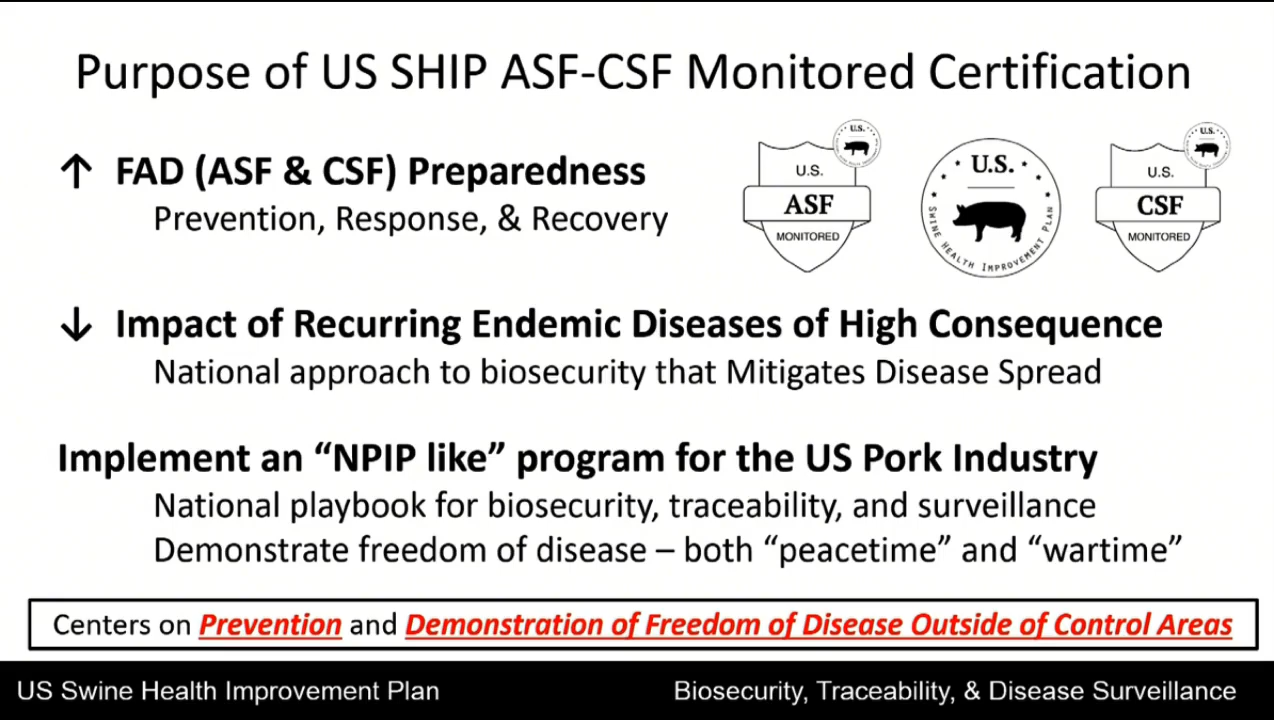 Purpose of US SHIP ASF-CSF Monitored Certification
↑ FAD (ASF & CSF) Preparedness
Prevention, Response, & Recovery
U.S.
U.S.
ASF
MONITORED
U.S.
SWINE HEALTH IMPROVEMENT PLAN
U.S.
U.S.
CSF
MONITORED
↓ Impact of Recurring Endemic Diseases of High Consequence
National approach to biosecurity that Mitigates Disease Spread
Implement an “NPIP like” program for the US Pork Industry
National playbook for biosecurity, traceability, and surveillance
Demonstrate freedom of disease – both “peacetime” and “wartime”
Centers on Prevention and Demonstration of Freedom of Disease Outside of Control Areas
US Swine Health Improvement Plan
Biosecurity, Traceability, & Disease Surveillance